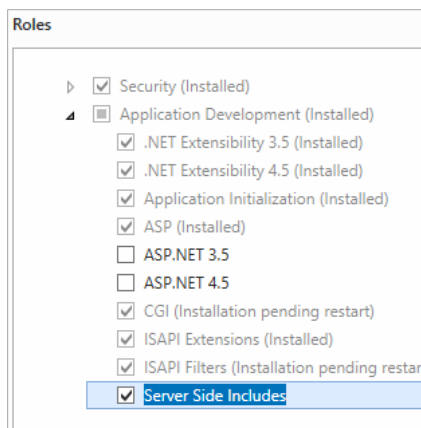 Roles
Security (Installed)
Application Development (Installed)
.NET Extensibility 3.5 (Installed)
.NET Extensibility 4.5 (Installed)
Application Initialization (Installed)
ASP (Installed)
ASP.NET 3.5
ASP.NET 4.5
CGI (Installation pending restart)
ISAPI Extensions (Installed)
ISAPI Filters (Installation pending restar
Server Side Includes